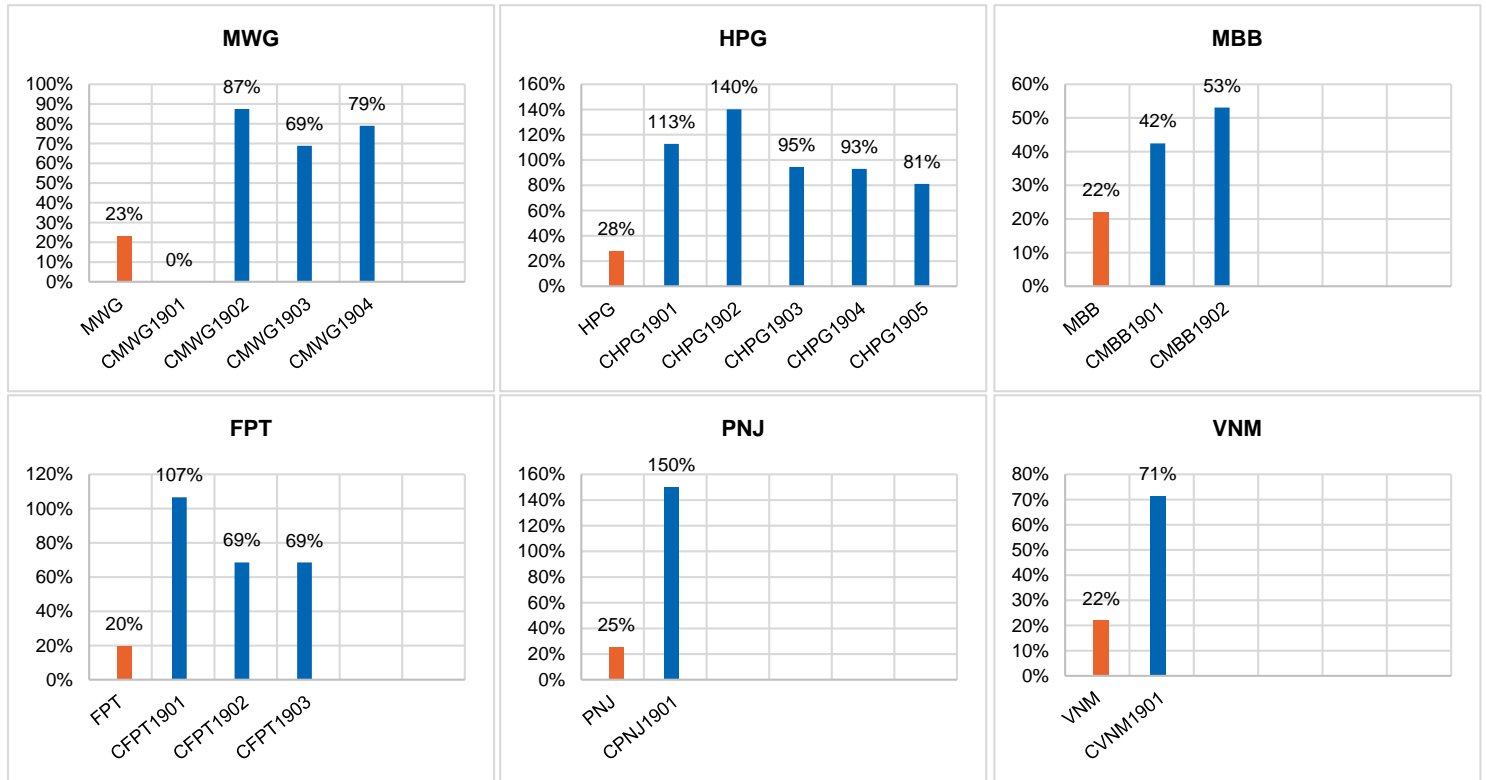 MWG
100%
90%
80%
70%
60%
50%
40%
30%
20%
10%
0%
23%
0%
87%
69%
79%
MWG
CMWG1901
CMWG1902
CMWG1903
CMWG1904
HPG
160%
140%
120%
100%
80%
60%
40%
20%
0%
28%
113%
140%
95%
93%
81%
HPG
CHPG1901
CHPG1902
CHPG1903
CHPG1904
CHPG1905
MBB
60%
50%
40%
30%
20%
10%
0%
22%
42%
53%
MBB
CMBB1901
CMBB1902
FPT
120%
100%
80%
60%
40%
20%
0%
20%
107%
69%
69%
FPT
CFPT1901
CFPT1902
CFPT1903
PNJ
160%
140%
120%
100%
80%
60%
40%
20%
0%
25%
150%
PNJ
CPNJ1901
VNM
80%
70%
60%
50%
40%
30%
20%
10%
0%
22%
71%
VNM
CVNM1901